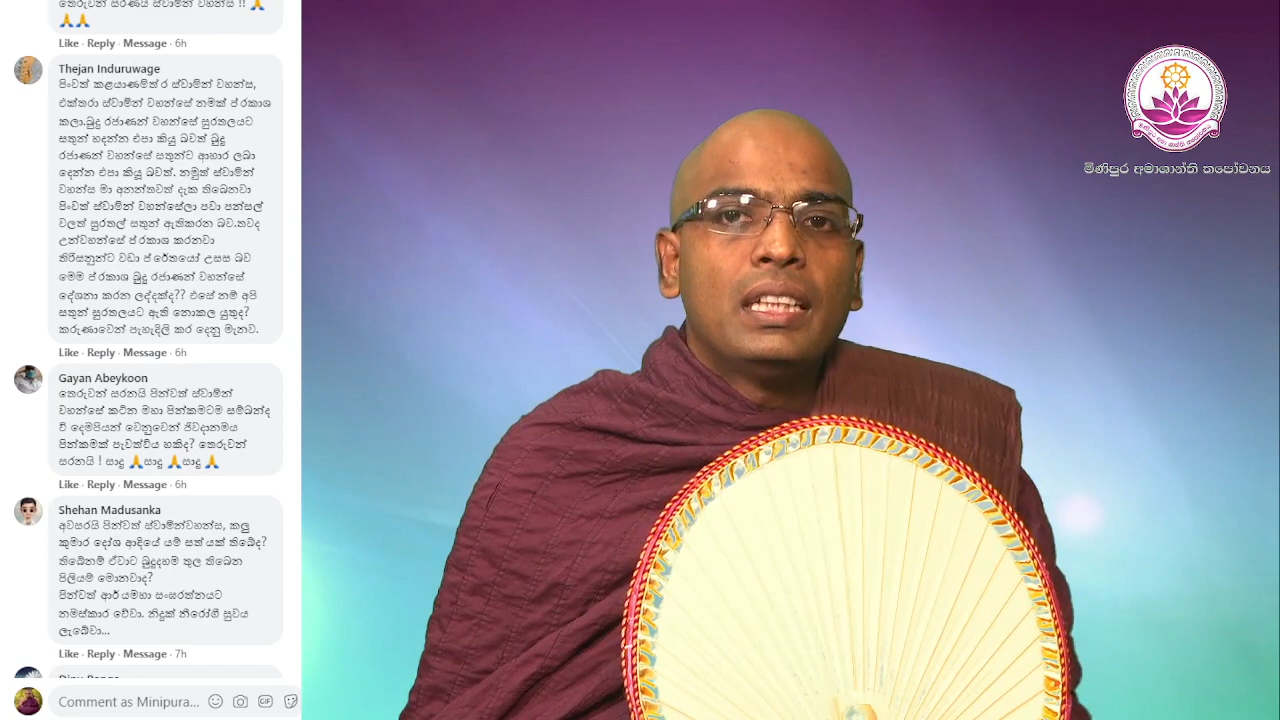 තෙරුවන් සරණයි ස්වාමින් වහන්ස !! 🙏
🙏🙏
Like · Reply · Message · 6h
Thejan Induruwage
පිංවත් කළයාණමිත් ර ස්වාමින් වහන්ස,
එක්තරා ස්වාමින් වහන්සේ නමක් ප් රකාශ
කලා.බුදු රජාණන් වහන්සේ සුරතලයට
සතුන් හදන්න එපා කියු බවත් බුදු
රජාණන් වහන්සේ සතුන්ට ආහාර ලබා
දෙන්න එපා කියු බවත්. නමුත් ස්වාමින්
වහන්ස මා අනන්තවත් දැක තිබෙනවා
පිංවත් ස්වාමින් වහන්සේලා පවා පන්සල්
වලත් සුරතල් සතුන් ඇතිකරන බව.තවද
උන්වහන්සේ ප් රකාශ කරනවා
තිරිසනුන්ට වඩා ප් රේතයෝ උසස බව
මෙම ප් රකාශ බුදු රජාණන් වහන්සේ
දේශනා කරන ලද්දක්ද?? එසේ නම් අපි
සතුන් සුරතලයට ඇති නොකල යුතුද?
කරුණාවෙන් පැහැදිලි කර දෙනු මැනව.
Like · Reply · Message · 6h
Gayan Abeykoon
තෙරුවන් සරනයි පින්වත් ස්වාමින්
වහන්සේ කටින මහා පින්කමටම සම්බන්ද
වී දෙමපියන් වෙනුවෙන් ජීවදානමය
පින්කමක් පැවත්විය හකිද? තෙරුවන්
සරනයි ! සාදු 🙏සාදු 🙏සාදු 🙏
Like · Reply · Message · 6h
Shehan Madusanka
අවසරයි පින්වත් ස්වාමින්වහන්ස, කලු
කුමාර දෝශ ආදියේ යම් සත් යක් තිබේද?
තිබේනම් ඒවාට බුදුදහම තුල තිබෙන
පිලියම් මොනවාද?
පින්වත් ආර් යමහා සංඝරත්නයට
නමස්කාර වේවා. නිදුක් නීරෝගී සුවය
ලැබේවා...
Like · Reply · Message · 7h
Comment as Minipura...
GIF
මිණිපුර අමාශාන්ති තපෝවනය